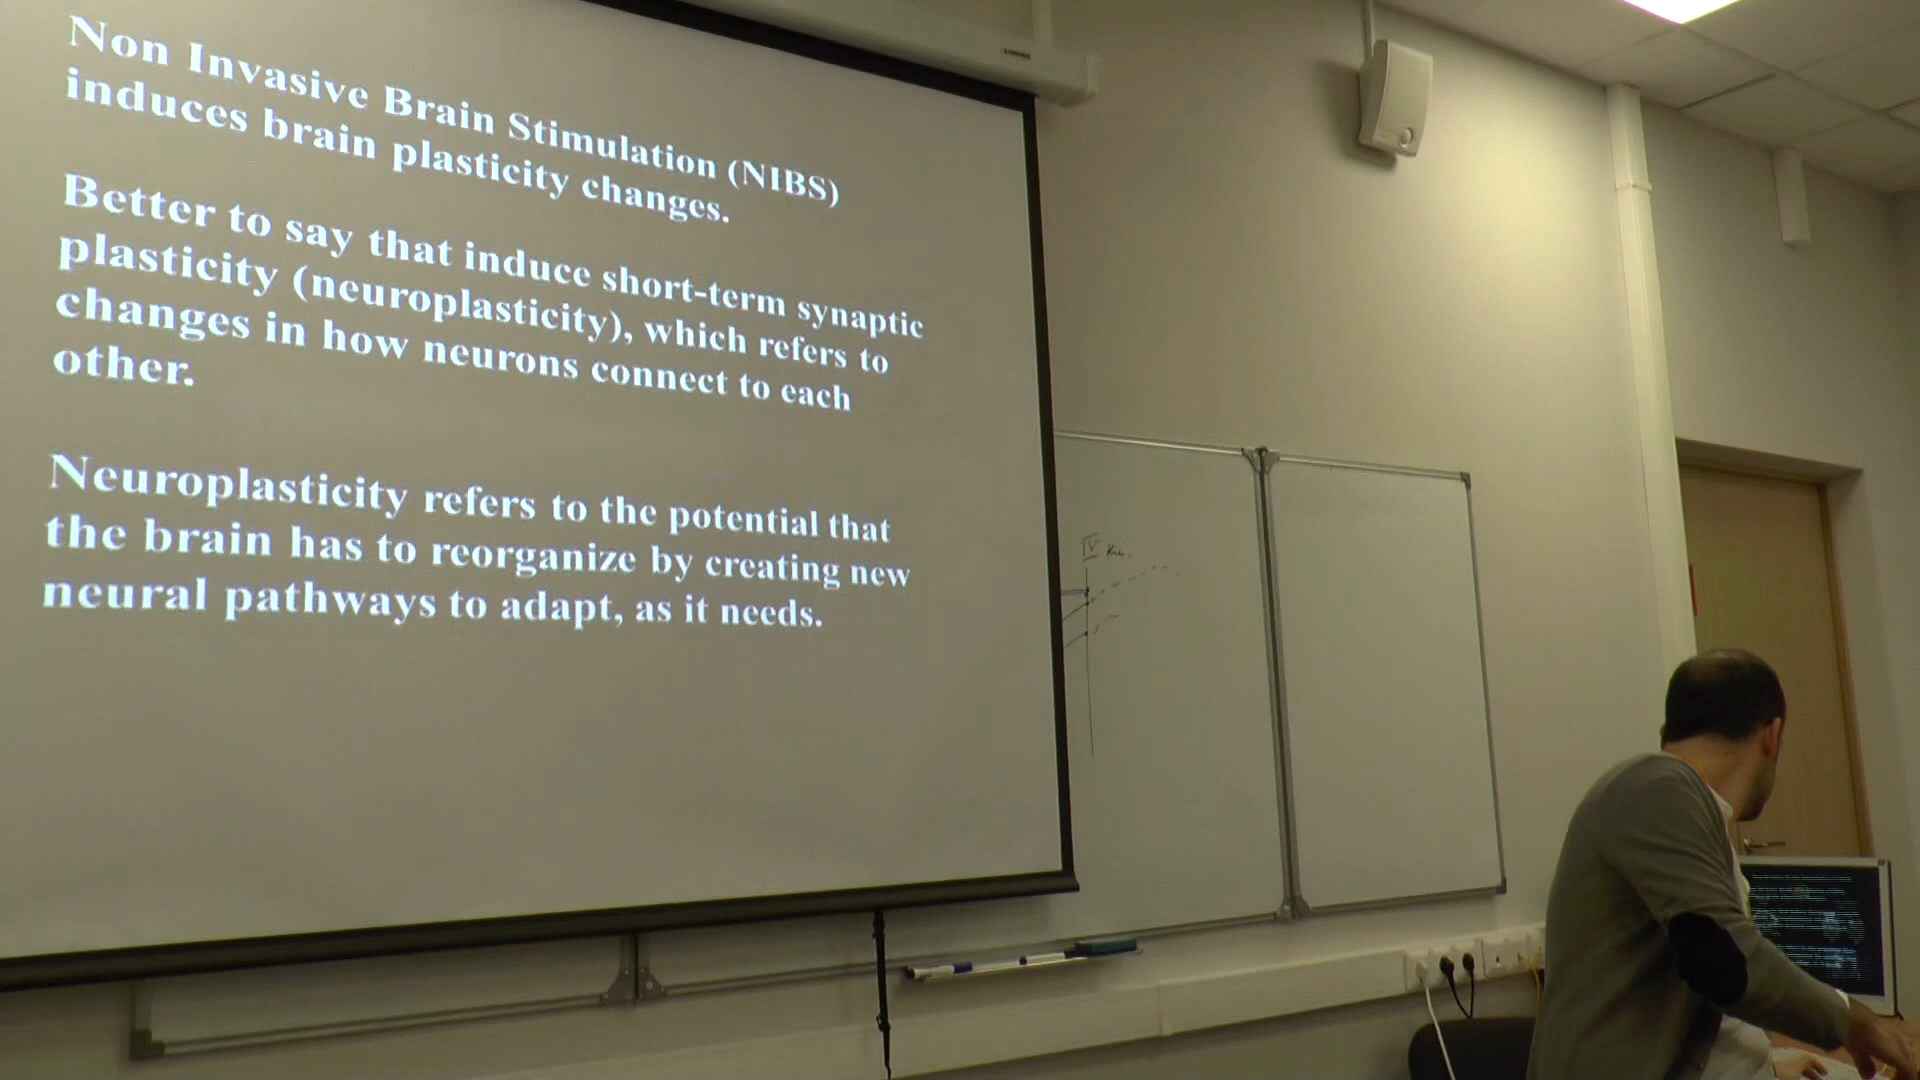 Non Invasive Brain Stimulation (NIBS)
induces brain plasticity changes.
Better to say that induce short-term synaptic
plasticity (neuroplasticity), which refers to
changes in how neurons connect to each
other.
Neuroplasticity refers to the potential that
the brain has to reorganize by creating new
neural pathways to adapt, as it needs.